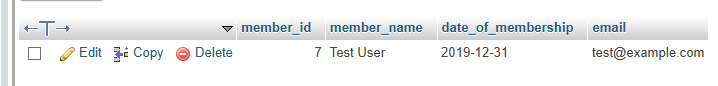 member_id member_name date_of_membership email
Edit Copy Delete 7 Test User 2019-12-31 test@example.com